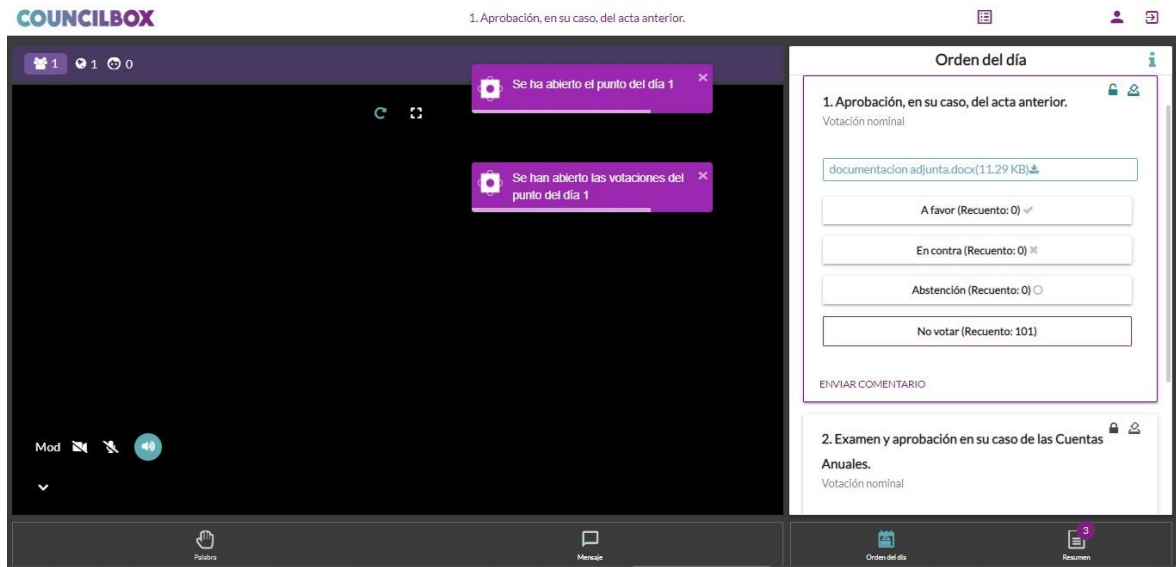 COUNCILBOX
1. Aprobación, en su caso, del acta anterior.
1
1
0
Se ha abierto el punto del día 1
Se han abierto las votaciones del
punto del día 1
Mod
Palabra
Mensaje
Orden del día
1. Aprobación, en su caso, del acta anterior.
Votación nominal
documentacion adjunta.docx(11.29 KB)
A favor (Recuento: 0)
En contra (Recuento: 0)
Abstención (Recuento: 0)
No votar (Recuento: 101)
ENVIAR COMENTARIO
2. Examen y aprobación en su caso de las Cuentas
Anuales.
Votación nominal
Orden del día
3
Resumen